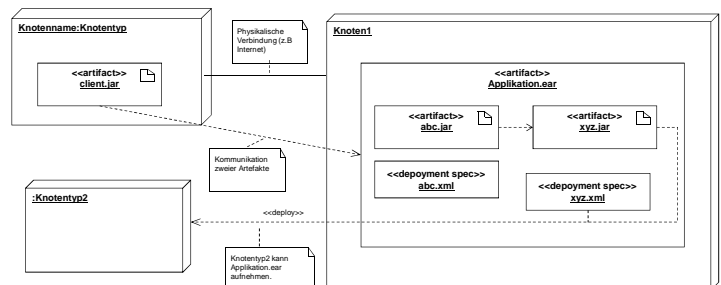 Knotenname:Knotentyp
<<artifact>>
client.jar
Physikalische
Verbindung (z.B
Internet)
Knoten1
<<artifact>>
Applikation.ear
<<artifact>>
abc.jar
<<artifact>>
xyz.jar
Kommunikation
zweier Artefakte
<<depoyment spec>>
abc.xml
<<depoyment spec>>
xyz.xml
:Knotentyp2
<<deploy>>
Knotentyp2 kann
Applikation.ear
aufnehmen.